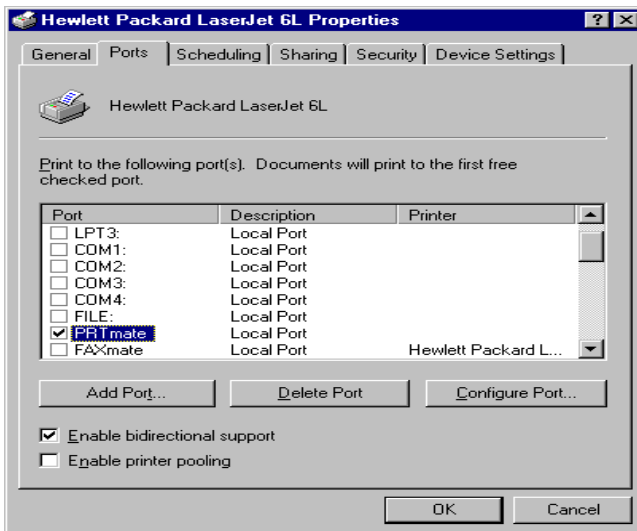 Hewlett Packard LaserJet 6L Properties
General Ports Scheduling Sharing Security Device Settings
Hewlett Packard LaserJet 6L
Print to the following port(s). Documents will print to the first free
checked port.
Port Description Printer
LPT3: Local Port
COM1: Local Port
COM2: Local Port
COM3: Local Port
COM4: Local Port
FILE: Local Port
PRTmate Local Port
FAXmate Local Port Hewlett Packard L...
Add Port... Delete Port Configure Port...
Enable bidirectional support
Enable printer pooling
OK Cancel